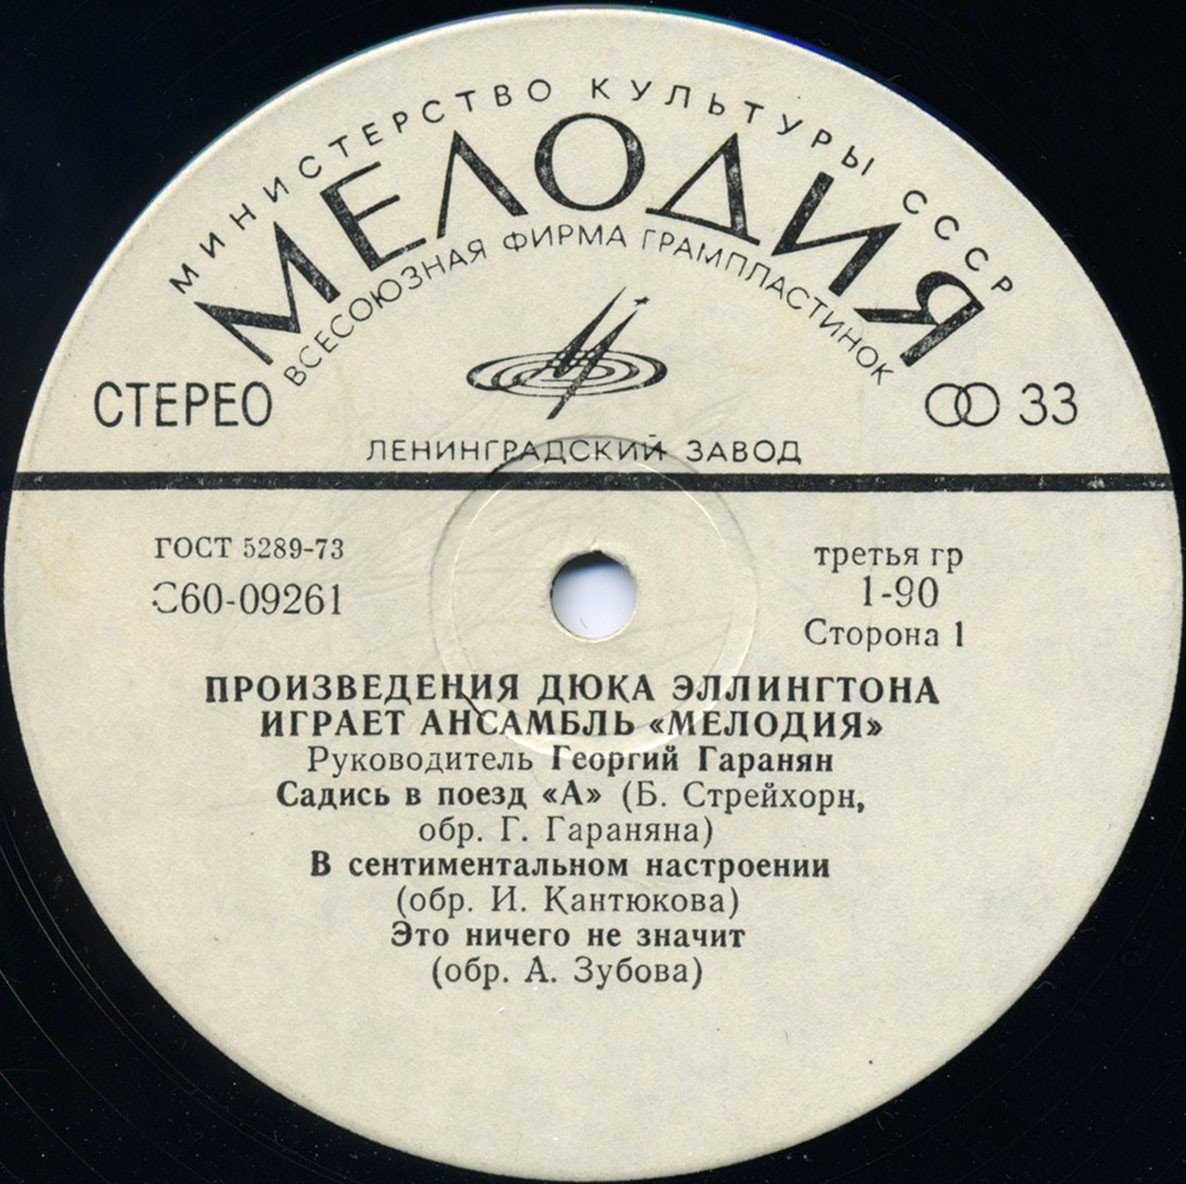 МИНИСТЕРСТВО КУЛЬТУРЫ СССР
МЕЛОДИЯ
ВСЕСОЮЗНАЯ ФИРМА ГРАМПЛАСТИНОК
СТЕРЕО
33
ЛЕНИНГРАДСКИЙ ЗАВОД
ГОСТ 5289-73
С60-09261
третья гр
1-90
Сторона 1
ПРОИЗВЕДЕНИЯ ДЮКА ЭЛЛИНГТОНА
ИГРАЕТ АНСАМБЛЬ «МЕЛОДИЯ»
Руководитель Георгий Гаранян
Садись в поезд «А» (Б. Стрейхорн,
обр. Г. Гараняна)
В сентиментальном настроении
(обр. И. Кантюкова)
Это ничего не значит
(обр. А. Зубова)